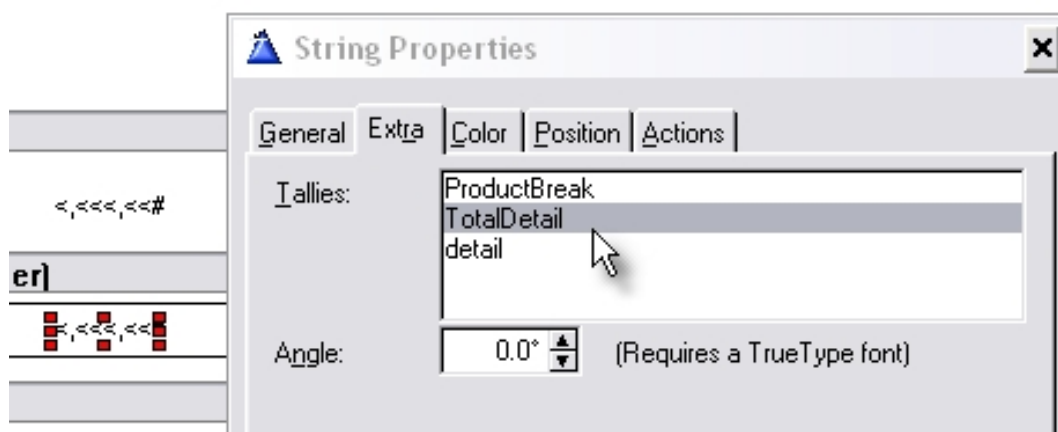 String Properties
General Extra Color Position Actions
Tallies:
ProductBreak
TotalDetail
detail
<,<<<,<<#
er)
<,<<<,<<
Angle: 0.0° (Requires a TrueType font)